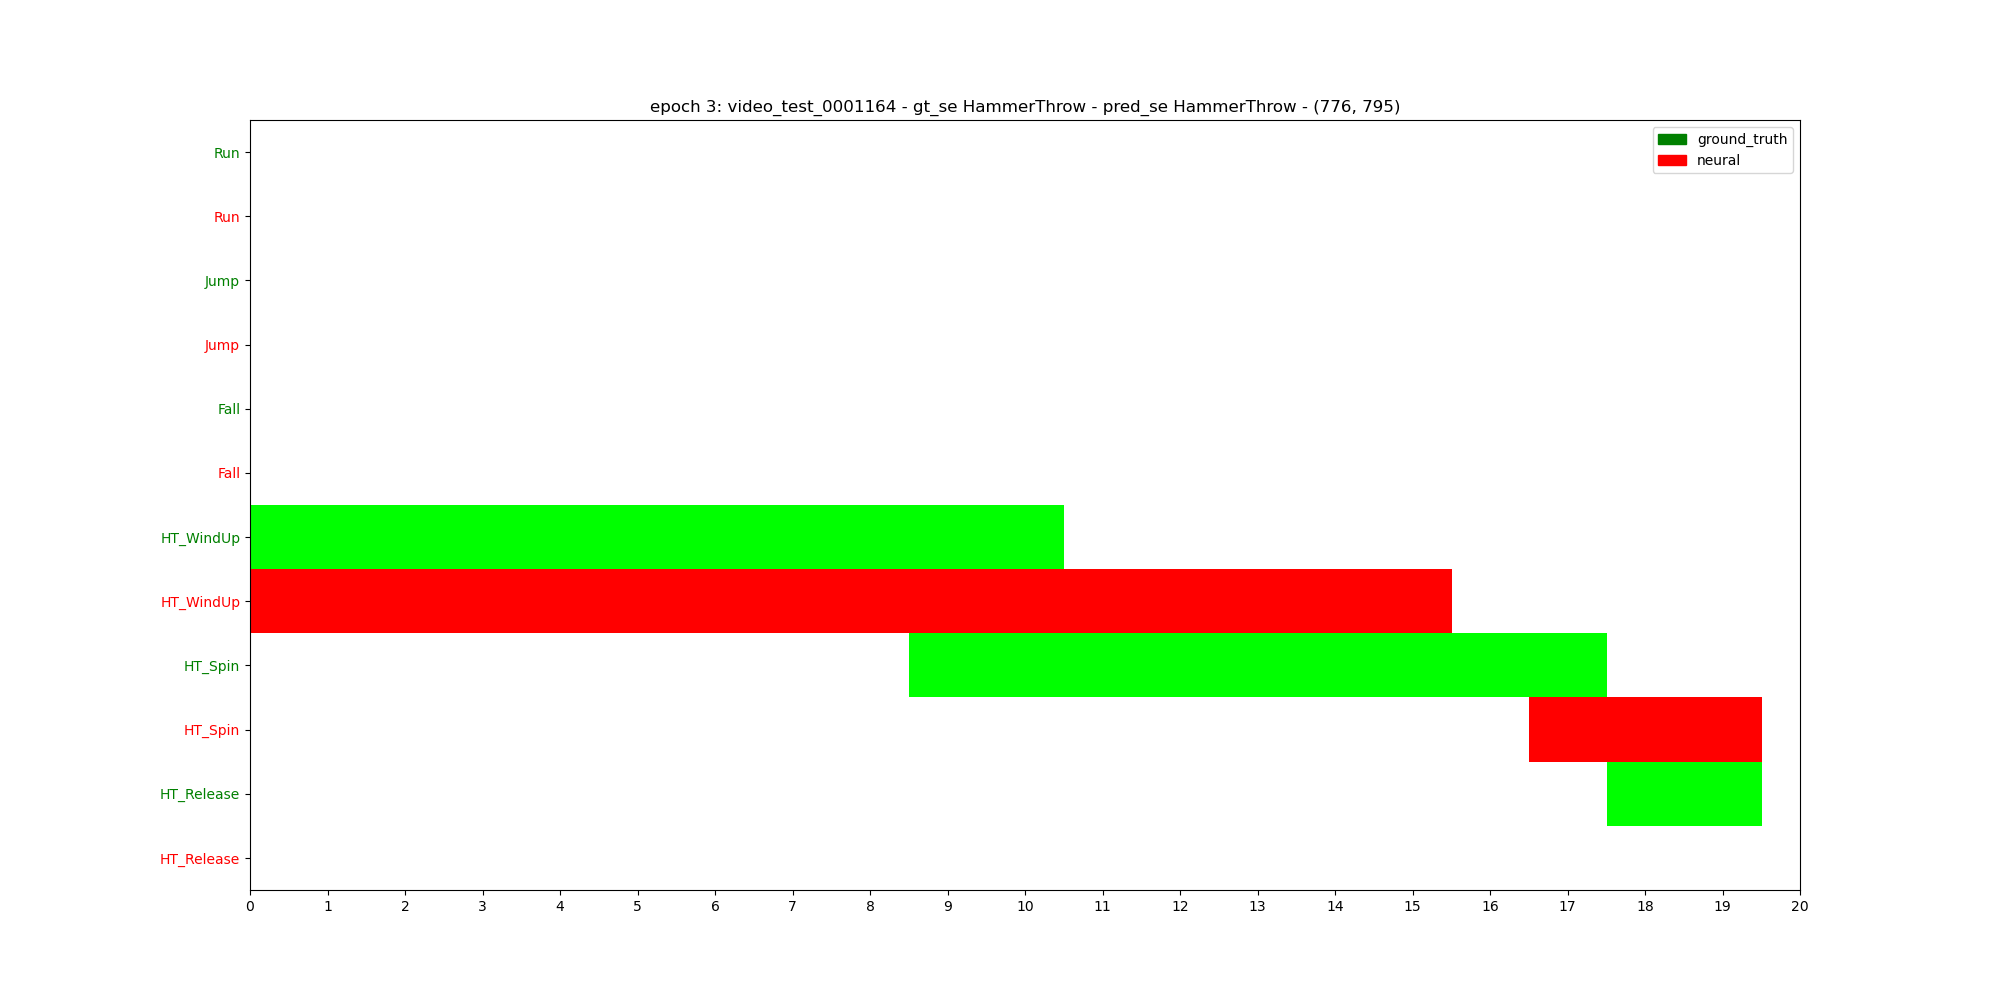 epoch 3: video_test_0001164 - gt_se HammerThrow - pred_se HammerThrow - (776, 795)
ground_truth
neural
Run
Run
Jump
Jump
Fall
Fall
HT_WindUp
HT_WindUp
HT_Spin
HT_Spin
HT_Release
HT_Release
0 1 2 3 4 5 6 7 8 9 10 11 12 13 14 15 16 17 18 19 20